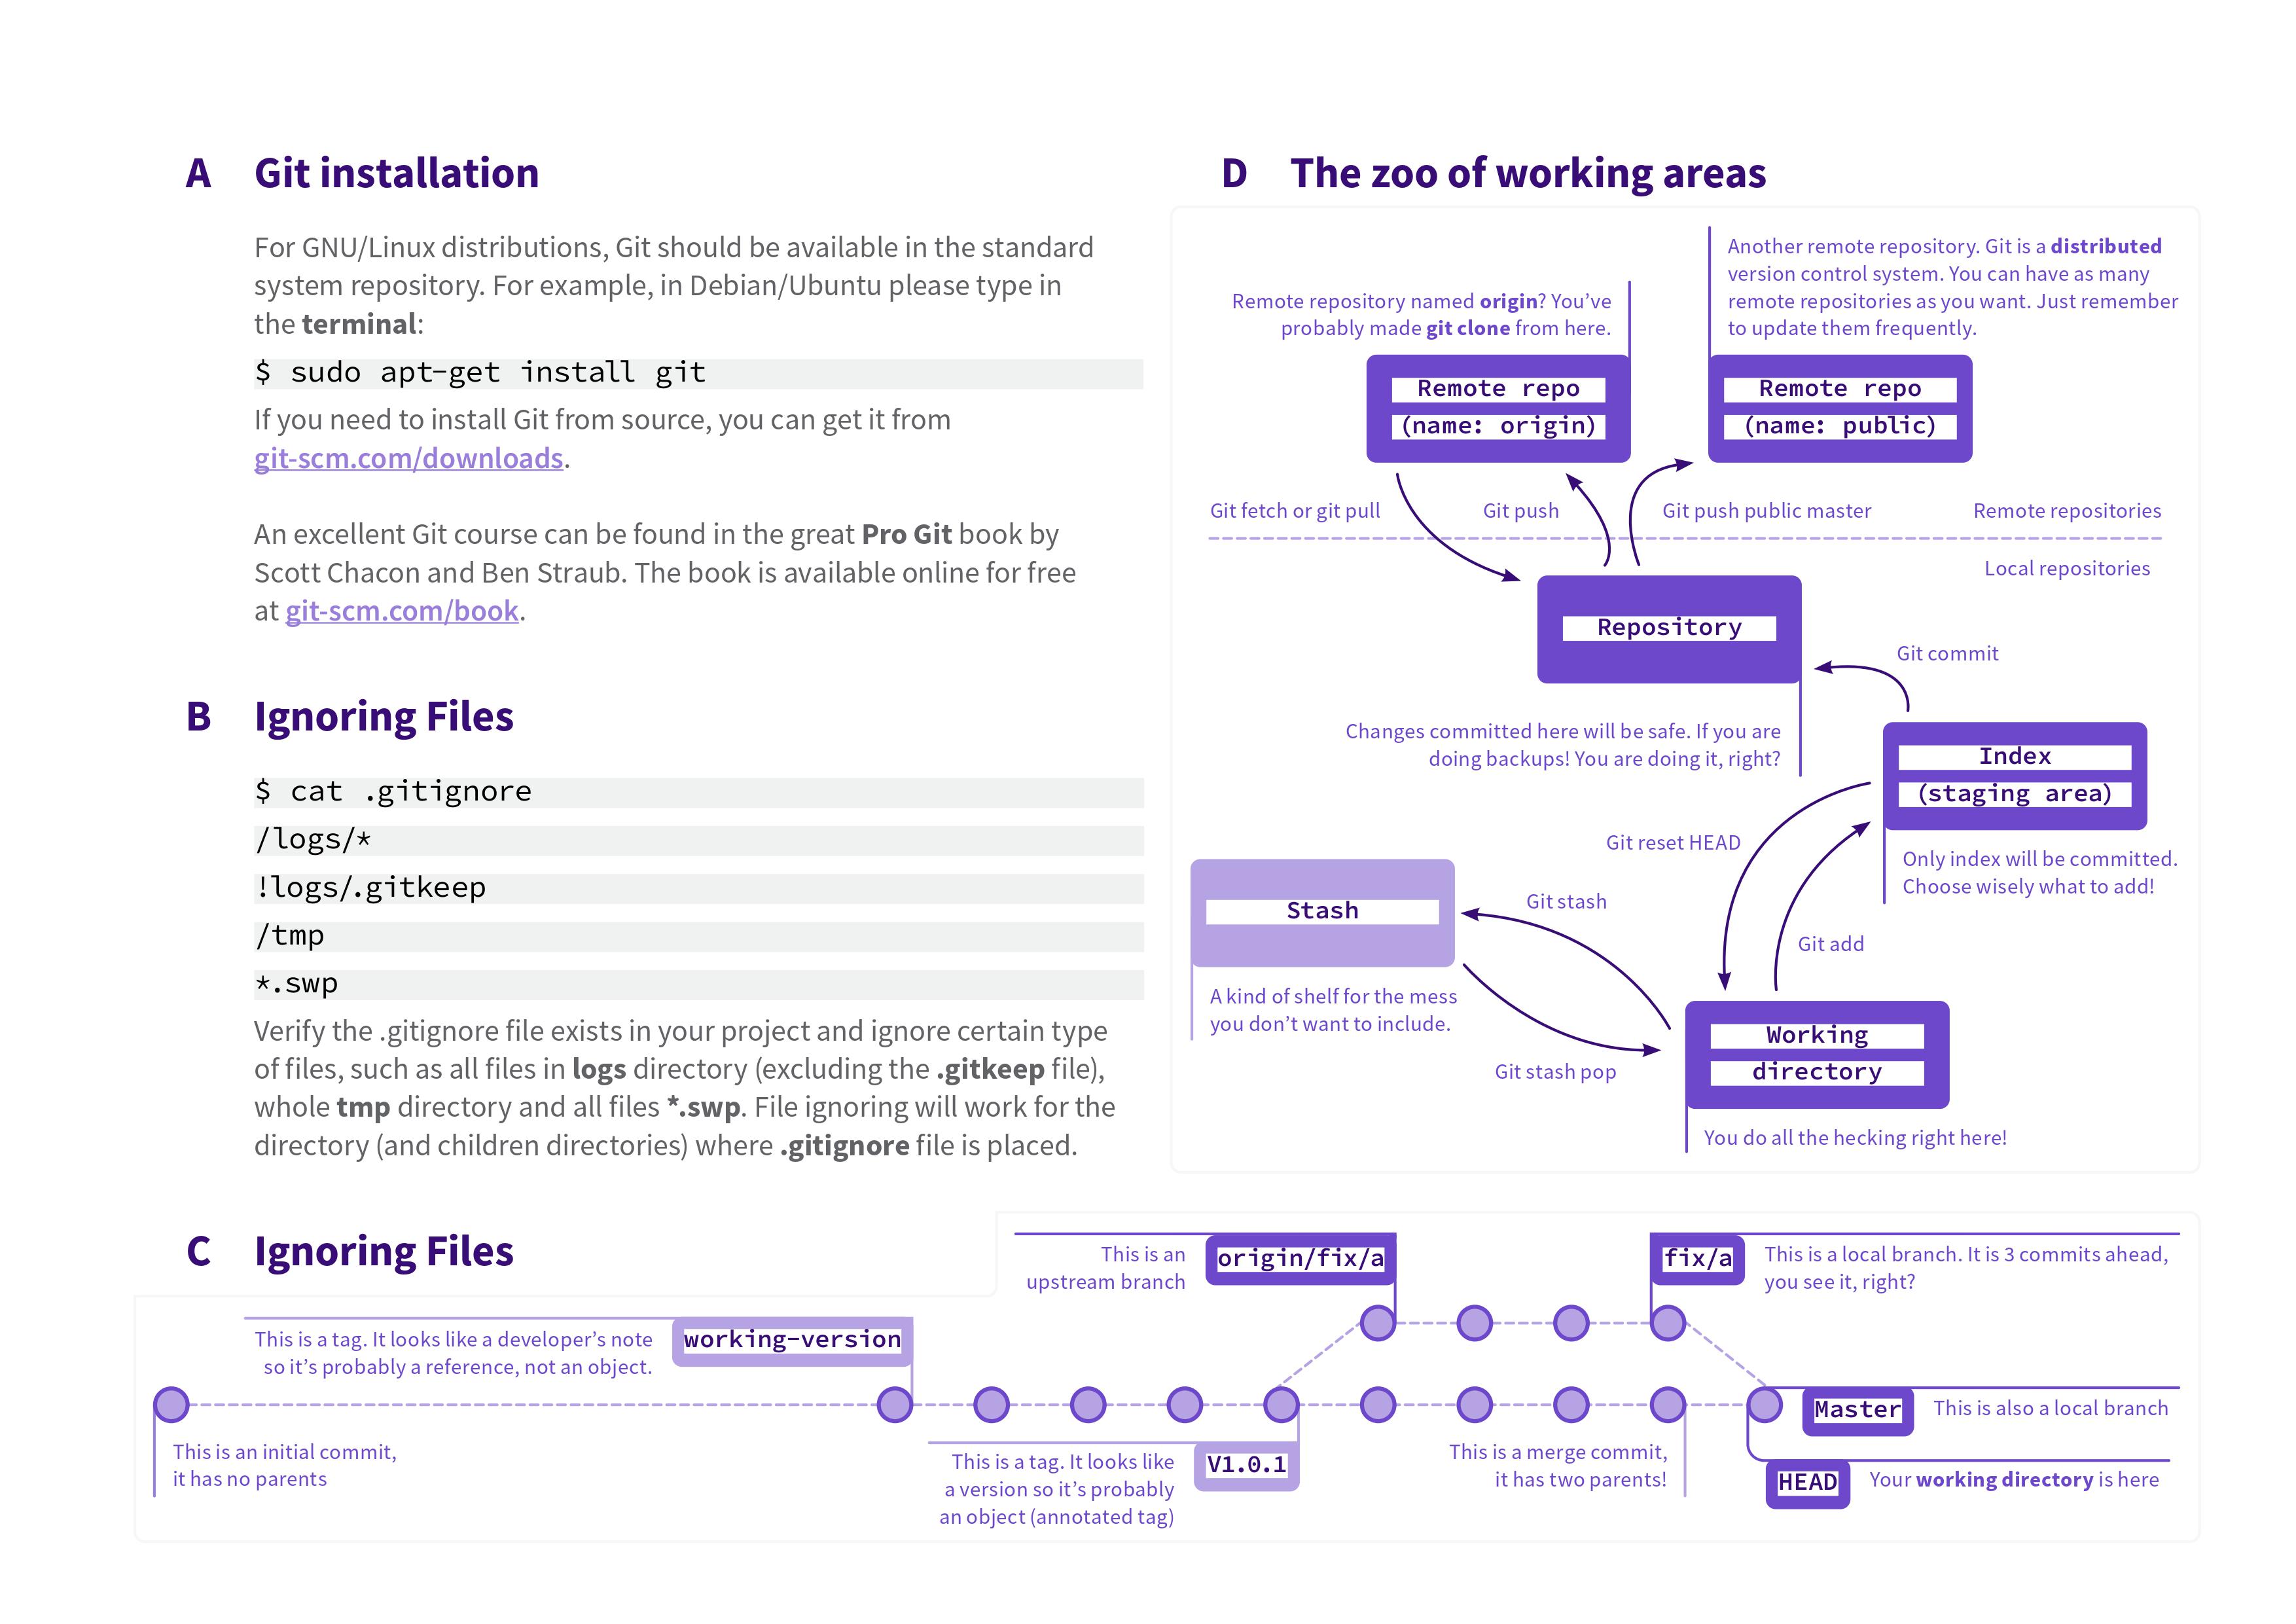 A Git installation
For GNU/Linux distributions, Git should be available in the standard
system repository. For example, in Debian/Ubuntu please type in
the terminal:
$ sudo apt-get install git
If you need to install Git from source, you can get it from
git-scm.com/downloads.
An excellent Git course can be found in the great Pro Git book by
Scott Chacon and Ben Straub. The book is available online for free
at git-scm.com/book.
B Ignoring Files
$ cat .gitignore
/logs/*
!logs/.gitkeep
/tmp
*.swp
Verify the .gitignore file exists in your project and ignore certain type
of files, such as all files in logs directory (excluding the .gitkeep file),
whole tmp directory and all files *.swp. File ignoring will work for the
directory (and children directories) where .gitignore file is placed.
D The zoo of working areas
Another remote repository. Git is a distributed
version control system. You can have as many
remote repositories as you want. Just remember
to update them frequently.
Remote repository named origin? You’ve
probably made git clone from here.
Remote repo
(name: origin)
Remote repo
(name: public)
Git fetch or git pull
Git push
Git push public master
Remote repositories
Local repositories
Repository
Git commit
Changes committed here will be safe. If you are
doing backups! You are doing it, right?
Index
(staging area)
Git reset HEAD
Only index will be committed.
Choose wisely what to add!
Stash
Git stash
Git add
A kind of shelf for the mess
you don’t want to include.
Git stash pop
Working
directory
You do all the hecking right here!
C Ignoring Files
This is an
upstream branch
origin/fix/a
fix/a
This is a local branch. It is 3 commits ahead,
you see it, right?
This is a tag. It looks like a developer’s note
so it’s probably a reference, not an object.
working-version
This is an initial commit,
it has no parents
This is a tag. It looks like
a version so it’s probably
an object (annotated tag)
V1.0.1
This is a merge commit,
it has two parents!
Master
This is also a local branch
HEAD
Your working directory is here